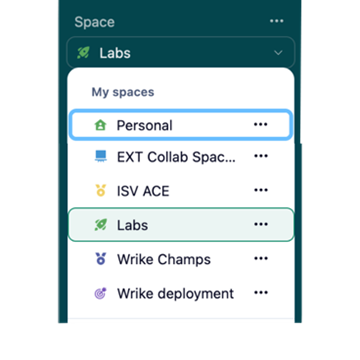 Space
Labs
My spaces
Personal
EXT Collab Spac...
ISV ACE
Labs
Wrike Champs
Wrike deployment